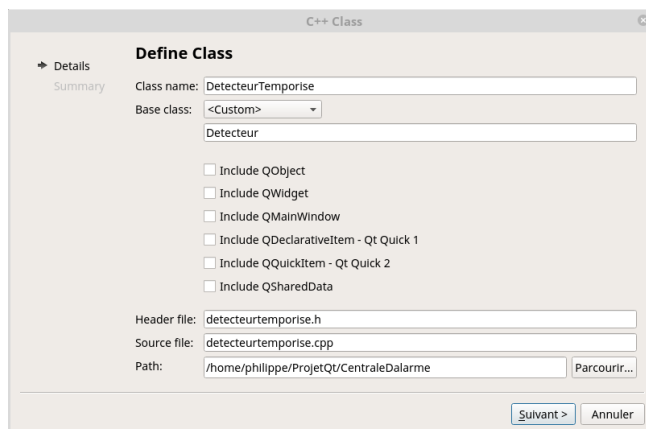 C++ Class
Define Class
Details
Summary
Class name: DetecteurTemporise
Base class: <Custom>
Detecteur
Include QObject
Include QWidget
Include QMainWindow
Include QDeclarativeItem - Qt Quick 1
Include QQuickItem - Qt Quick 2
Include QSharedData
Header file: detecteurtemporise.h
Source file: detecteurtemporise.cpp
Path: /home/philippe/ProjetQt/CentraleDalarme Parcourir...
Suivant > Annuler